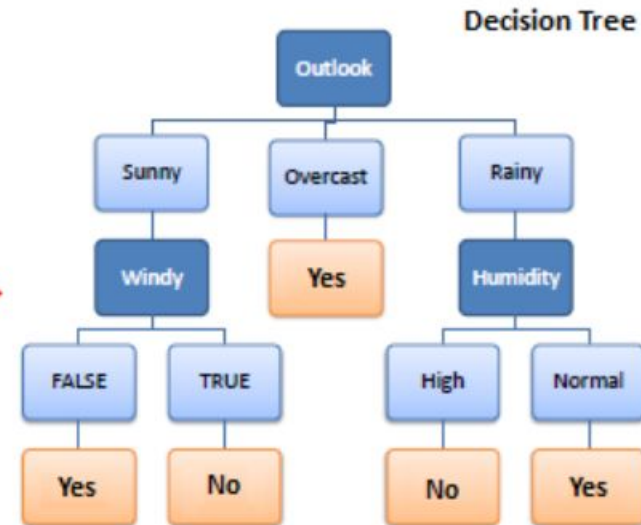 Decision Tree
Outlook
Sunny Overcast Rainy
Windy Yes Humidity
FALSE TRUE High Normal
Yes No No Yes